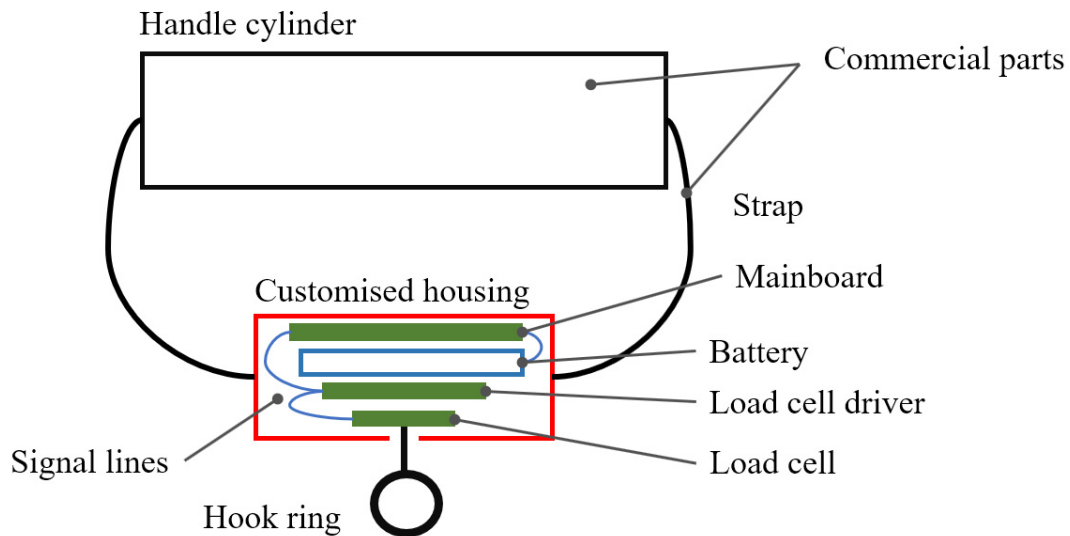 Handle cylinder
Commercial parts
Strap
Customised housing
Mainboard
Battery
Load cell driver
Signal lines
Load cell
Hook ring